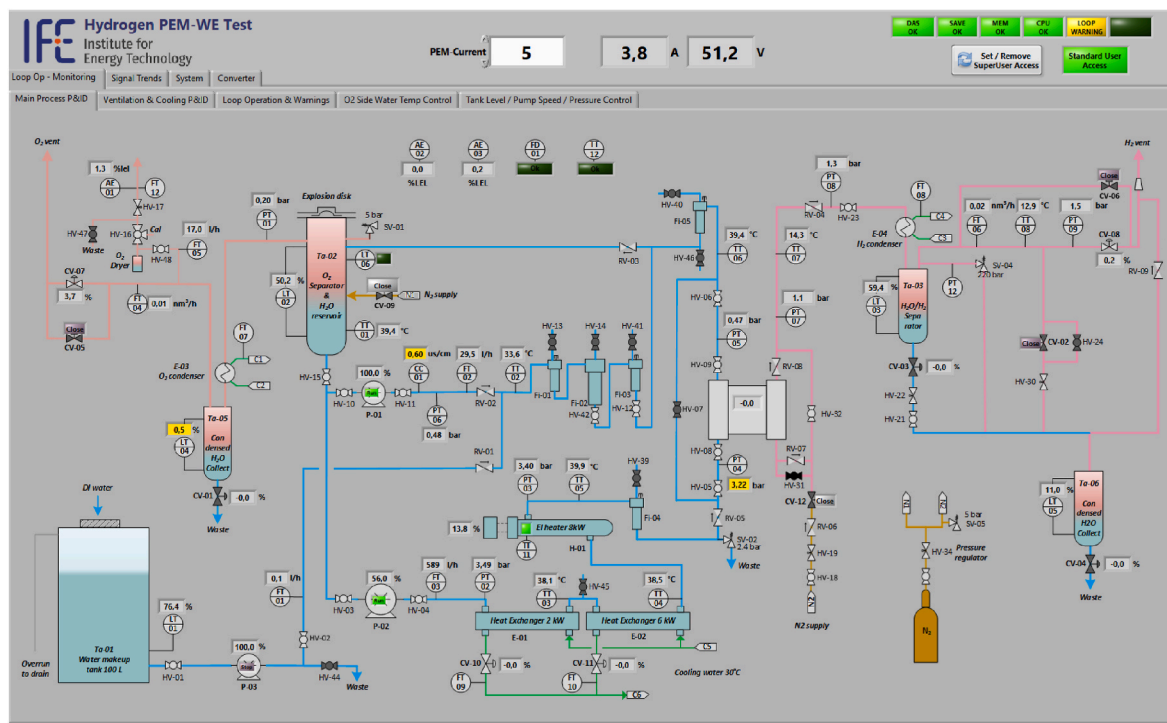 IFE
Hydrogen PEM-WE Test
Institute for
Energy Technology
PEM-Current
5
3,8 A
51,2 V
DAS OK
SAVE OK
MEM OK
CPU OK
LOOP WARNING
Set / Remove
SuperUser Access
Standard User
Access
Loop Op - Monitoring
Signal Trends
System
Converter
Main Process P&ID
Ventilation & Cooling P&ID
Loop Operation & Warnings
O2 Side Water Temp Control
Tank Level / Pump Speed / Pressure Control
O₂ vent
1,3 %lel
AE 01
FT 12
HV-17
HV-47
Waste
HV-16
Cal
O₂
Dryer
HV-48
17,0 l/h
FT 05
CV-07
3,7 %
FT 04
0,01 nm³/h
Close
CV-05
FT 07
E-03
O₂ condenser
C1
C2
Ta-05
Con
densed
H₂O
Collect
0,5 %
LT 04
CV-01
-0,0 %
Waste
DI water
Overrun
to drain
Ta-01
Water makeup
tank 100 L
76,4 %
LT 01
HV-01
100,0 %
Stop
P-03
HV-44
Waste
HV-02
0,1 l/h
FT 01
Explosion disk
0,20 bar
PT 01
5 bar
SV-01
Ta-02
O₂
Separator
&
H₂O
reservoir
50,2 %
LT 02
LT 06
Close
CV-09
N₂ supply
TT 01
39,4 °C
AE 02
0,0
%LEL
AE 03
0,2
%LEL
FD 01
Ok
TT 12
Ok
HV-15
HV-10
100,0 %
Run
P-01
HV-11
0,60 us/cm
CC 01
PT 06
0,48 bar
29,5 l/h
FT 02
RV-02
33,6 °C
TT 02
RV-01
HV-13
HV-14
HV-41
Fi-01
Fi-02
Fi-03
HV-42
HV-12
RV-03
HV-40
Fi-05
HV-46
39,4 °C
TT 06
HV-06
0,47 bar
PT 05
HV-09
HV-07
-0,0
HV-08
PT 04
3,22 bar
HV-05
RV-05
SV-02
2,4 bar
Waste
3,40 bar
PT 03
39,9 °C
TT 05
HV-39
Fi-04
13,8 %
El heater 8kW
TT 11
H-01
HV-03
56,0 %
Run
P-02
HV-04
589 l/h
FT 03
3,49 bar
PT 02
38,1 °C
TT 03
HV-45
38,5 °C
TT 04
Heat Exchanger 2 kW
E-01
Heat Exchanger 6 kW
E-02
C5
CV-10
-0,0 %
FT 09
CV-11
-0,0 %
FT 10
Cooling water 30°C
C6
1,3 bar
PT 08
RV-04
HV-23
14,3 °C
TT 07
1,1 bar
PT 07
RV-08
HV-32
RV-07
HV-31
CV-12
Close
RV-06
HV-19
HV-18
N2
N2 supply
FT 08
E-04
H₂ condenser
C4
C3
Ta-03
H₂O/H₂
Sepa
rator
59,4 %
LT 03
CV-03
-0,0 %
HV-22
HV-21
0,02 nm³/h
FT 06
12,9 °C
TT 08
1,5 bar
PT 09
PT 12
SV-04
220 bar
H₂ vent
Close
CV-06
CV-08
0,2 %
RV-09
Close
CV-02
HV-24
HV-30
Ta-06
Con
densed
H2O
Collect
11,0 %
LT 05
CV-04
-0,0 %
Waste
5 bar
SV-05
HV-34
Pressure
regulator
N₂